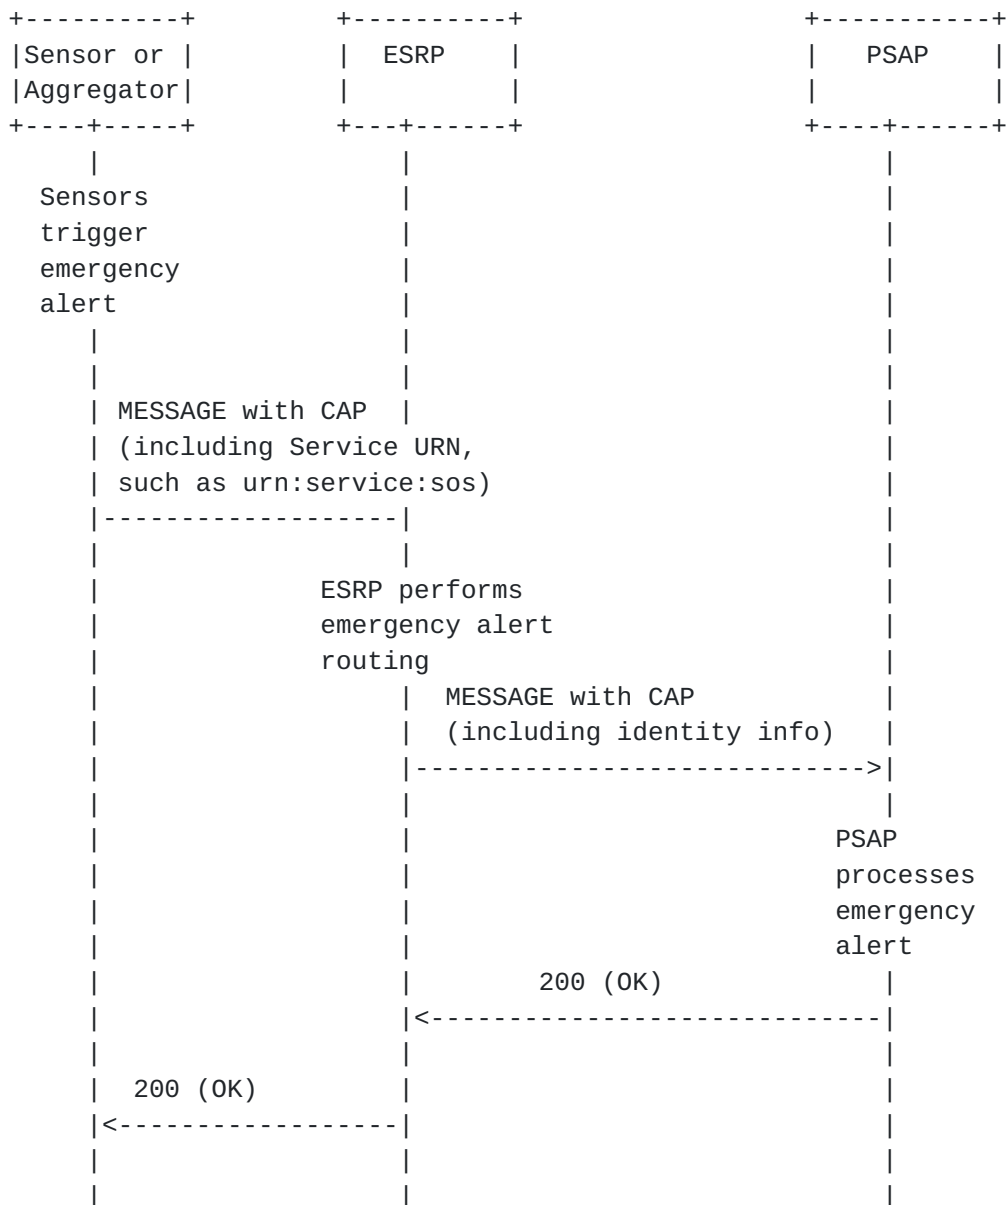 +----------+         +----------+                  +-----------+
|Sensor or |         |  ESRP    |                  |   PSAP    |
|Aggregator|         |          |                  |           |
+----+-----+         +---+------+                  +----+------+
     |                   |                              |
  Sensors                |                              |
  trigger                |                              |
  emergency              |                              |
  alert                  |                              |
     |                   |                              |
     |                   |                              |
     | MESSAGE with CAP  |                              |
     | (including Service URN,                          |
     | such as urn:service:sos)                         |
     |-------------------|                              |
     |                   |                              |
     |              ESRP performs                       |
     |              emergency alert                     |
     |              routing                             |
     |                   |  MESSAGE with CAP            |
     |                   |  (including identity info)   |
     |                   |----------------------------->|
     |                   |                              |
     |                   |                           PSAP
     |                   |                           processes
     |                   |                           emergency
     |                   |                           alert
     |                   |        200 (OK)              |
     |                   |<-----------------------------|
     |                   |                              |
     |  200 (OK)         |                              |
     |<------------------|                              |
     |                   |                              |
     |                   |                              |